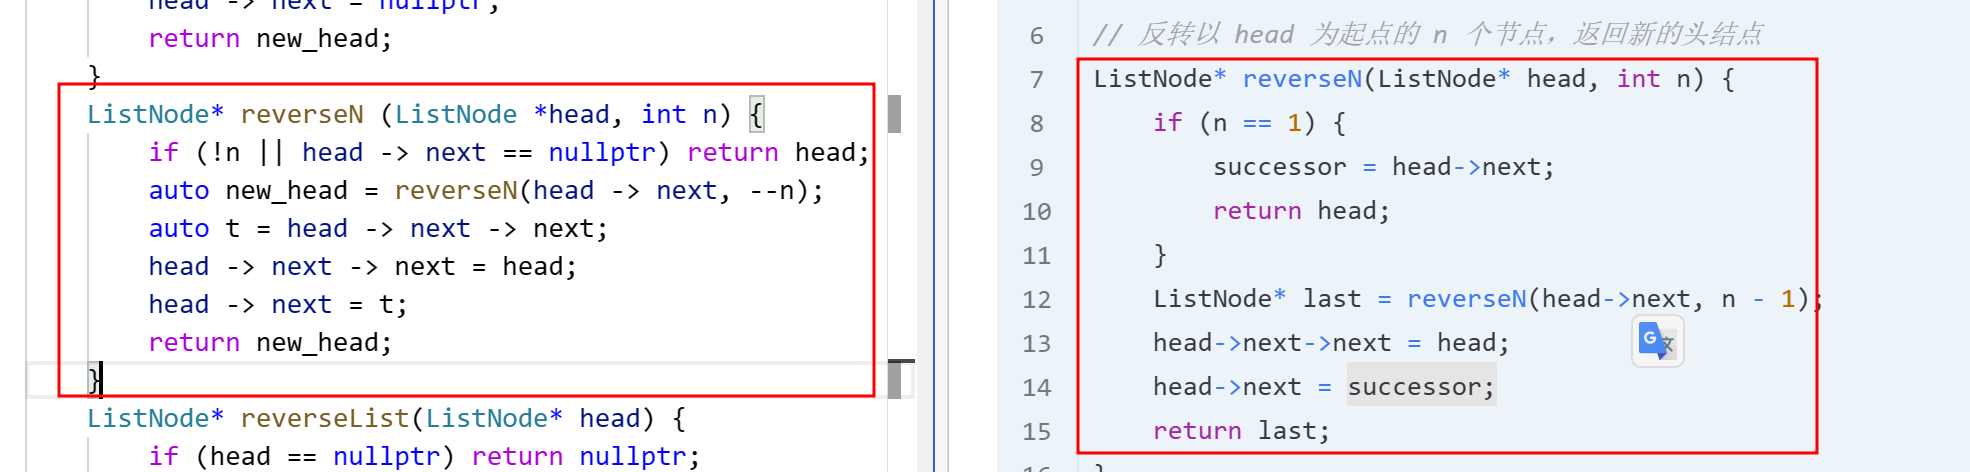 head -> next = nullptr;
return new_head;
}
ListNode* reverseN (ListNode *head, int n) {
if (!n || head -> next == nullptr) return head;
auto new_head = reverseN(head -> next, --n);
auto t = head -> next -> next;
head -> next -> next = head;
head -> next = t;
return new_head;
}
ListNode* reverseList(ListNode* head) {
if (head == nullptr) return nullptr;
6 // 反转以 head 为起点的 n 个节点，返回新的头结点
7 ListNode* reverseN(ListNode* head, int n) {
8 if (n == 1) {
9 successor = head->next;
10 return head;
11 }
12 ListNode* last = reverseN(head->next, n - 1);
13 head->next->next = head;
14 head->next = successor;
15 return last;
16 }